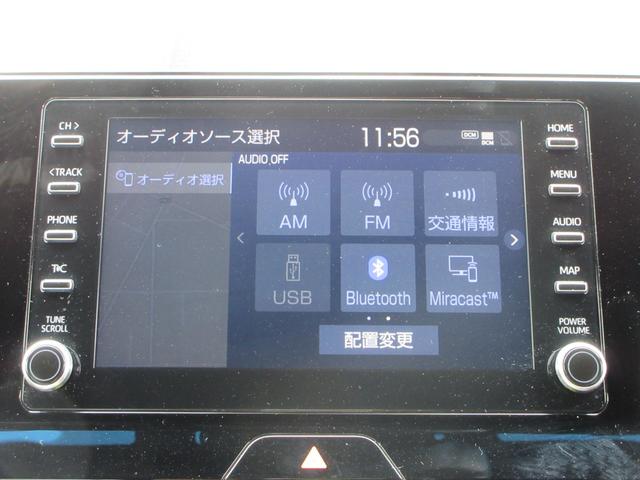 CH >
< TRACK
PHONE
T&C
TUNE
SCROLL
オーディオソース選択
11:56
DCM
DCM
AUDIO OFF
オーディオ選択
AM
FM
交通情報
USB
Bluetooth
Miracast™
配置変更
HOME
MENU
AUDIO
MAP
POWER
VOLUME